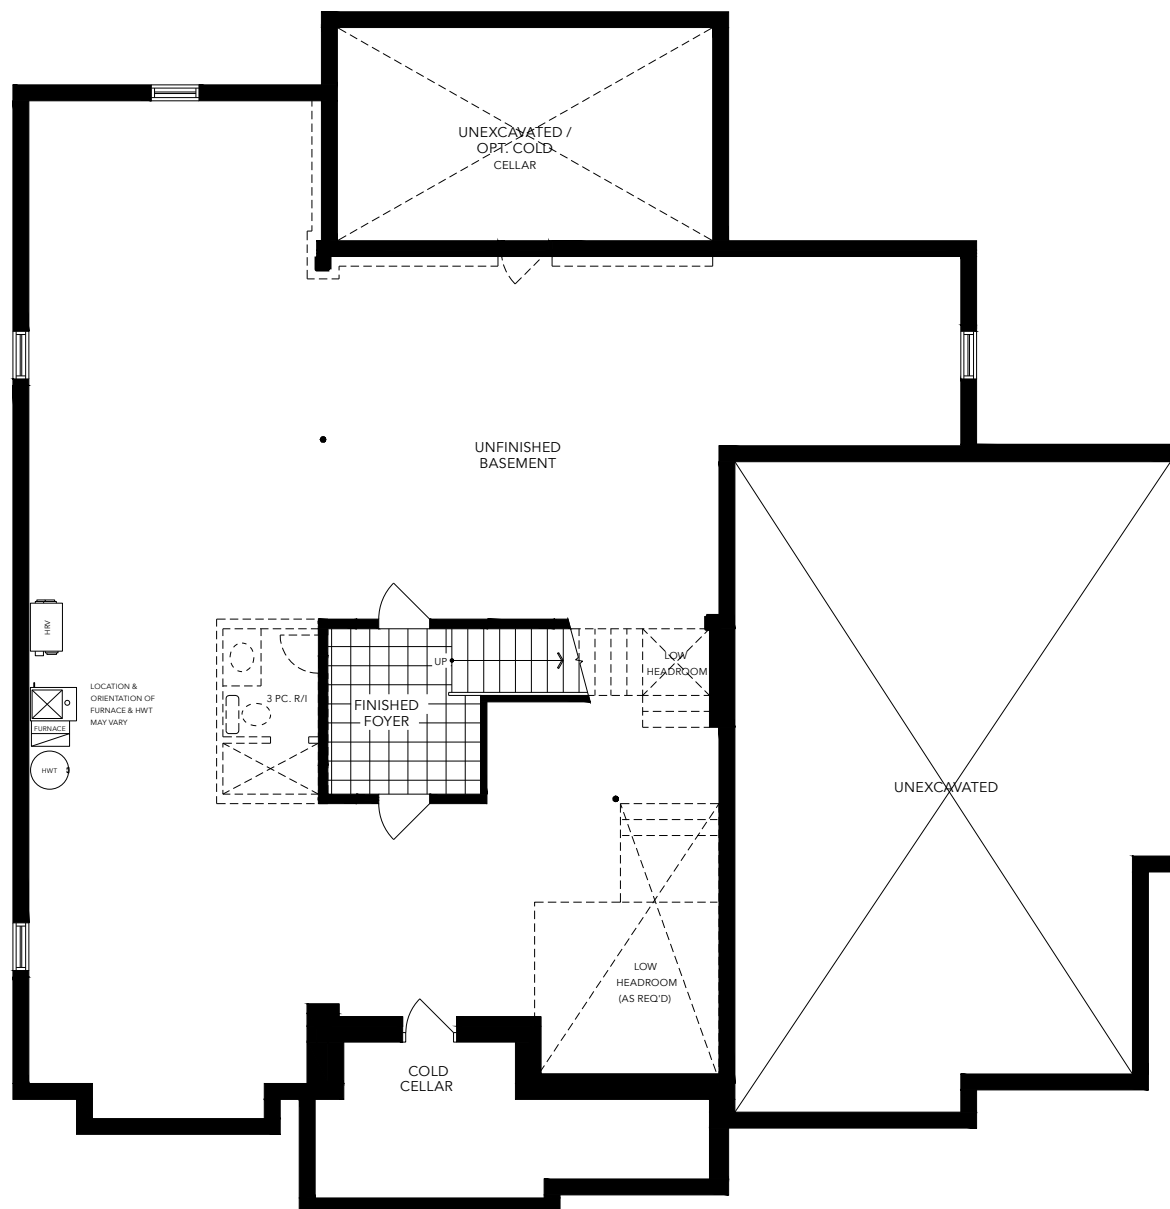 UNEXCAVATED /
OPT. COLD
CELLAR
UNFINISHED
BASEMENT
HRV
LOCATION &
ORIENTATION OF
FURNACE & HWT
MAY VARY
FURNACE
HWT
3 PC. R/I
UP
FINISHED
FOYER
LOW
HEADROOM
UNEXCAVATED
LOW
HEADROOM
(AS REQ'D)
COLD
CELLAR